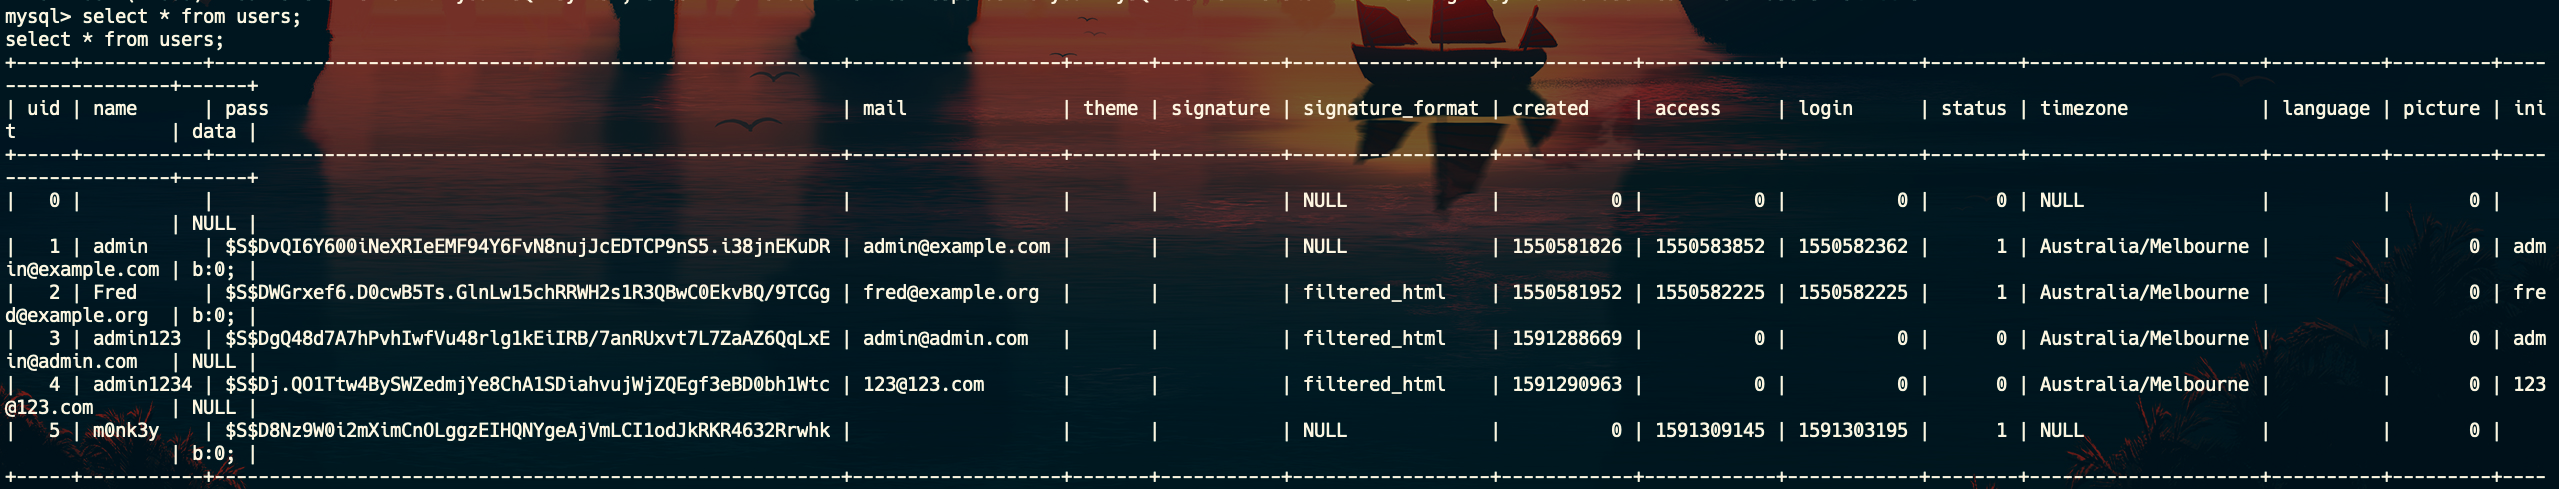 mysql> select * from users;
select * from users;
+-----+-----------+----------------------------------------------------------+-------------------+-------+-----------+------------------+------------+------------+------------+--------+---------------------+----------+---------+----
---------------+------+
| uid | name      | pass                                                    | mail              | theme | signature | signature_format | created    | access     | login      | status | timezone            | language | picture | ini
t              | data |
+-----+-----------+----------------------------------------------------------+-------------------+-------+-----------+------------------+------------+------------+------------+--------+---------------------+----------+---------+----
---------------+------+
|   0 |           |                                                         |                   |       |           | NULL             |          0 |          0 |          0 |      0 | NULL                |          |       0 |
               | NULL |
|   1 | admin     | $S$DvQI6Y600iNeXRIeEMF94Y6FvN8nujJcEDTCP9nS5.i38jnEKuDR | admin@example.com |       |           | NULL             | 1550581826 | 1550583852 | 1550582362 |      1 | Australia/Melbourne |          |       0 | adm
in@example.com | b:0; |
|   2 | Fred      | $S$DWGrxef6.D0cwB5Ts.GlnLw15chRRWH2s1R3QBwC0EkvBQ/9TCGg | fred@example.org  |       |           | filtered_html    | 1550581952 | 1550582225 | 1550582225 |      1 | Australia/Melbourne |          |       0 | fre
d@example.org  | b:0; |
|   3 | admin123  | $S$DgQ48d7A7hPvhIwfVu48rlg1kEiIRB/7anRUxvt7L7ZaAZ6QqLxE | admin@admin.com   |       |           | filtered_html    | 1591288669 |          0 |          0 |      0 | Australia/Melbourne |          |       0 | adm
in@admin.com   | NULL |
|   4 | admin1234 | $S$Dj.QO1Ttw4BySWZedmjYe8ChA1SDiahvujWjZQEgf3eBD0bh1Wtc | 123@123.com       |       |           | filtered_html    | 1591290963 |          0 |          0 |      0 | Australia/Melbourne |          |       0 | 123
@123.com       | NULL |
|   5 | m0nk3y    | $S$D8Nz9W0i2mXimCnOLggzEIHQNYgeAjVmLCI1odJkRKR4632Rrwhk |                   |       |           | NULL             |          0 | 1591309145 | 1591303195 |      1 | NULL                |          |       0 |
               | b:0; |
+-----+-----------+----------------------------------------------------------+-------------------+-------+-----------+------------------+------------+------------+------------+--------+---------------------+----------+---------+----